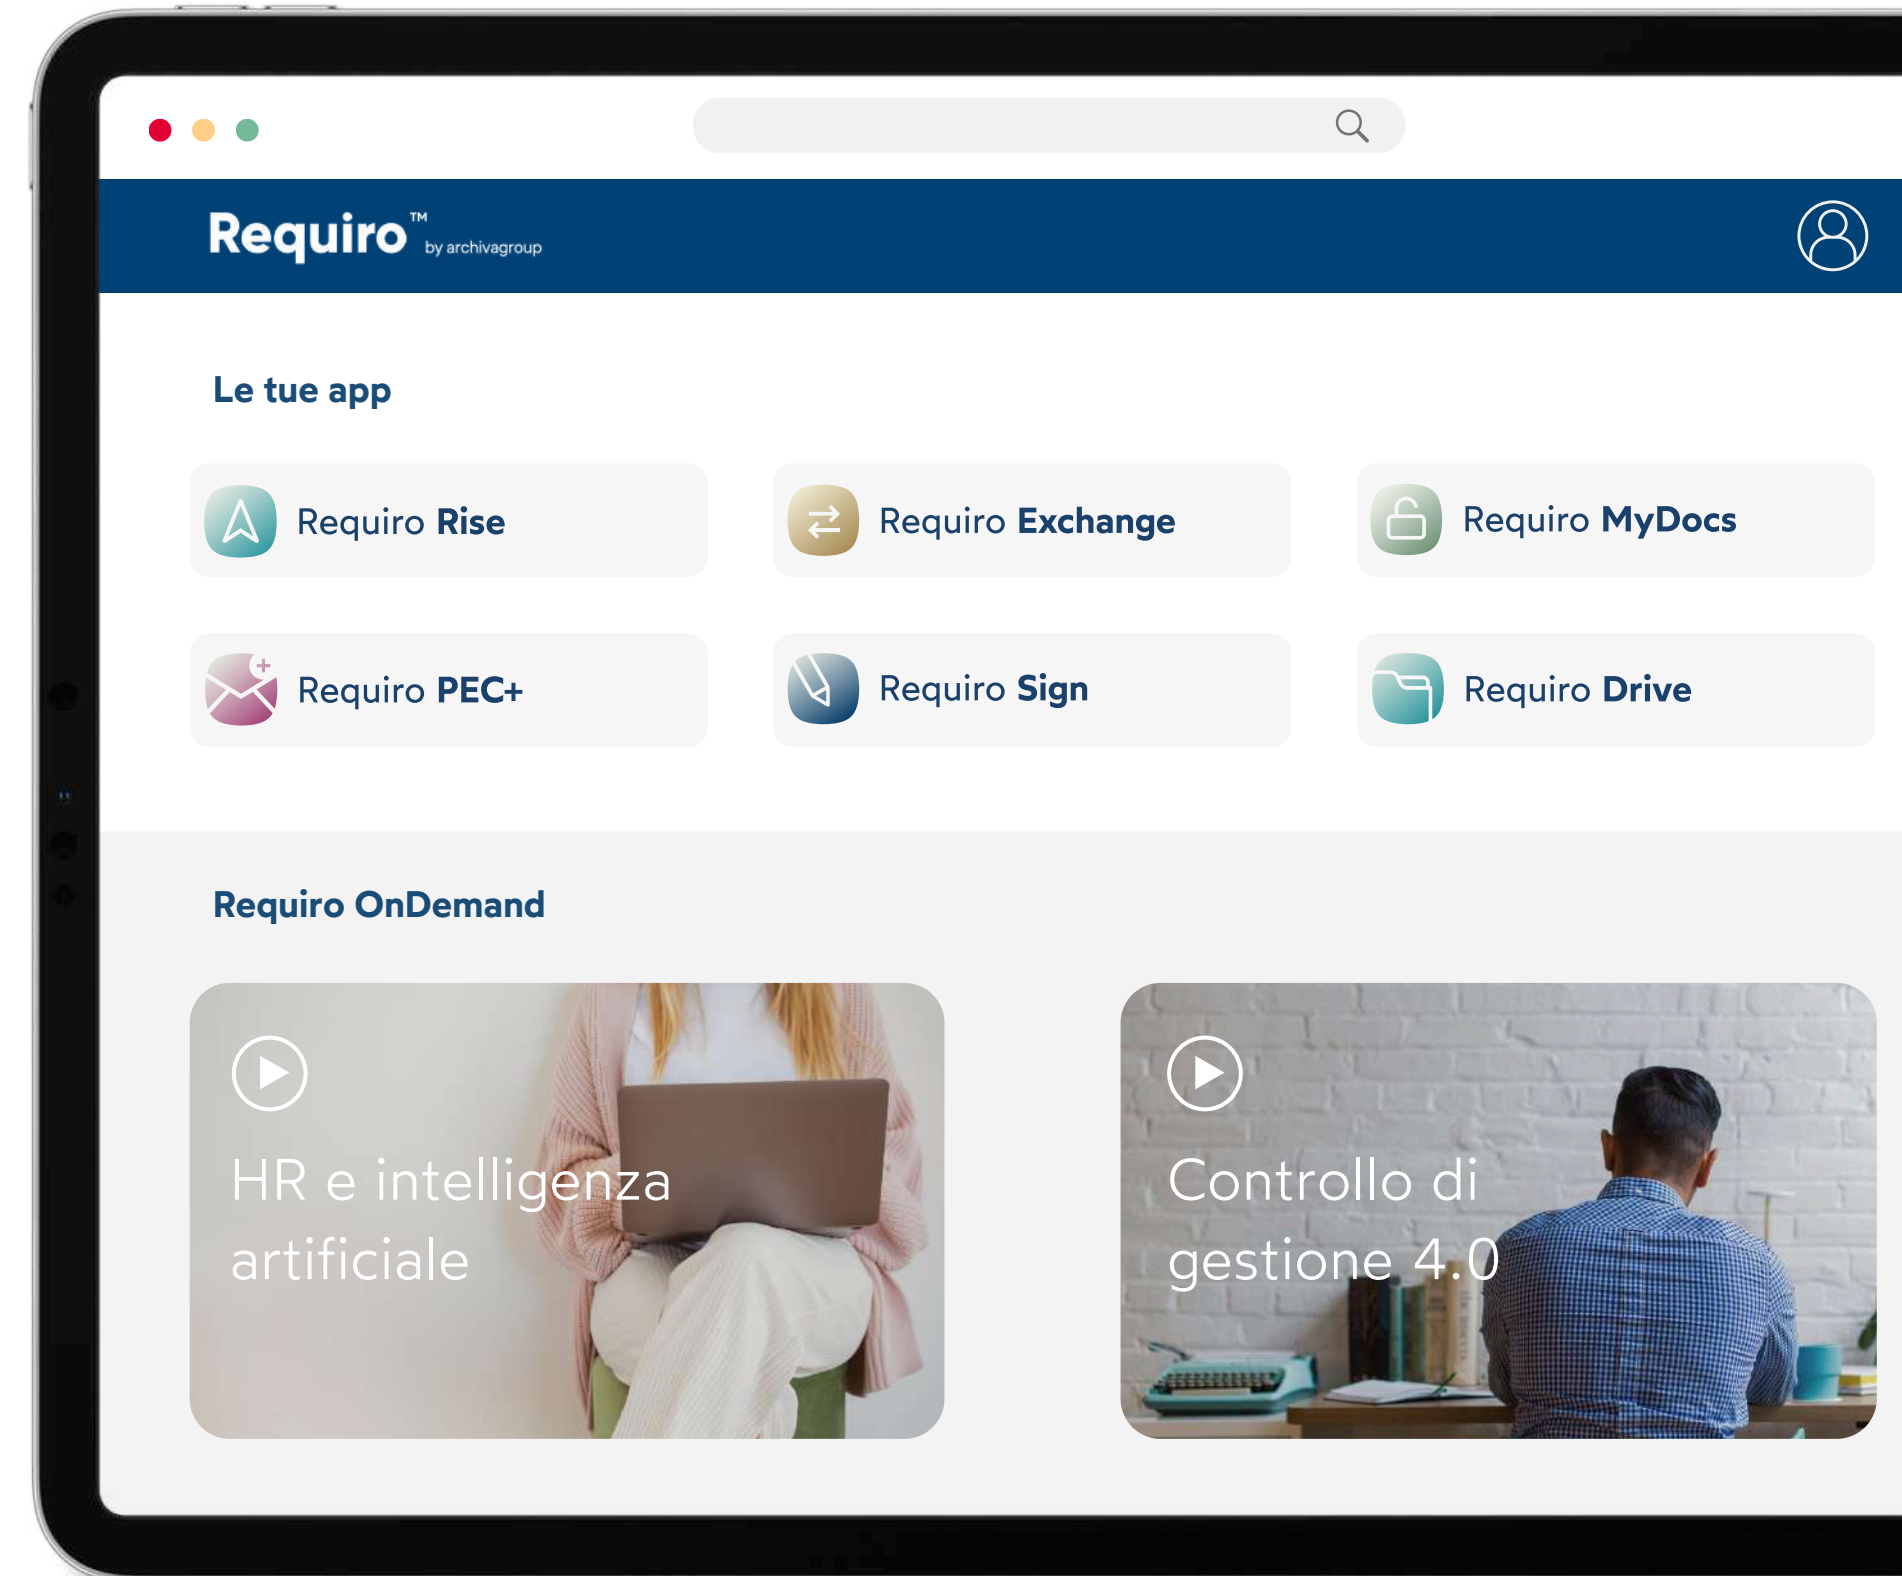 Requiro™ by archivagroup
Le tue app
Requiro Rise
Requiro Exchange
Requiro MyDocs
Requiro PEC+
Requiro Sign
Requiro Drive
Requiro OnDemand
HR e intelligenza
artificiale
Controllo di
gestione 4.0